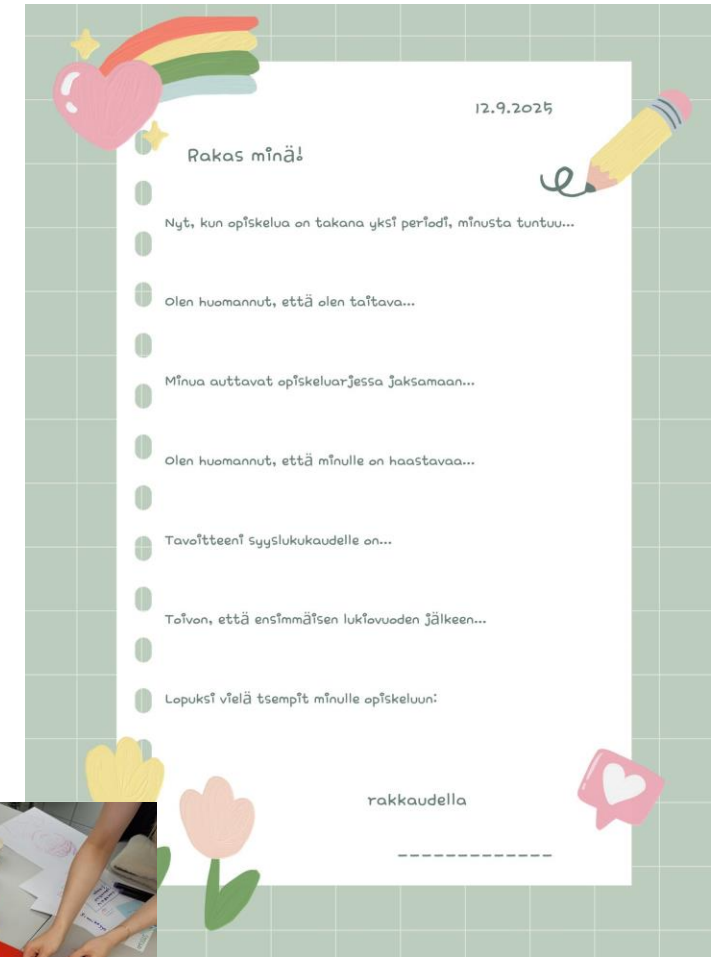 12.9.2025
Rakas minä!
Nyt, kun opiskelua on takana yksi periodi, minusta tuntuu...
Olen huomannut, että olen taitava...
Minua auttavat opiskeluarjessa jaksamaan...
Olen huomannut, että minulle on haastavaa...
Tavoitteeni syyslukukaudelle on...
Toivon, että ensimmäisen lukiovuoden jälkeen...
Lopuksi vielä tsempit minulle opiskeluun:
rakkaudella
_____________